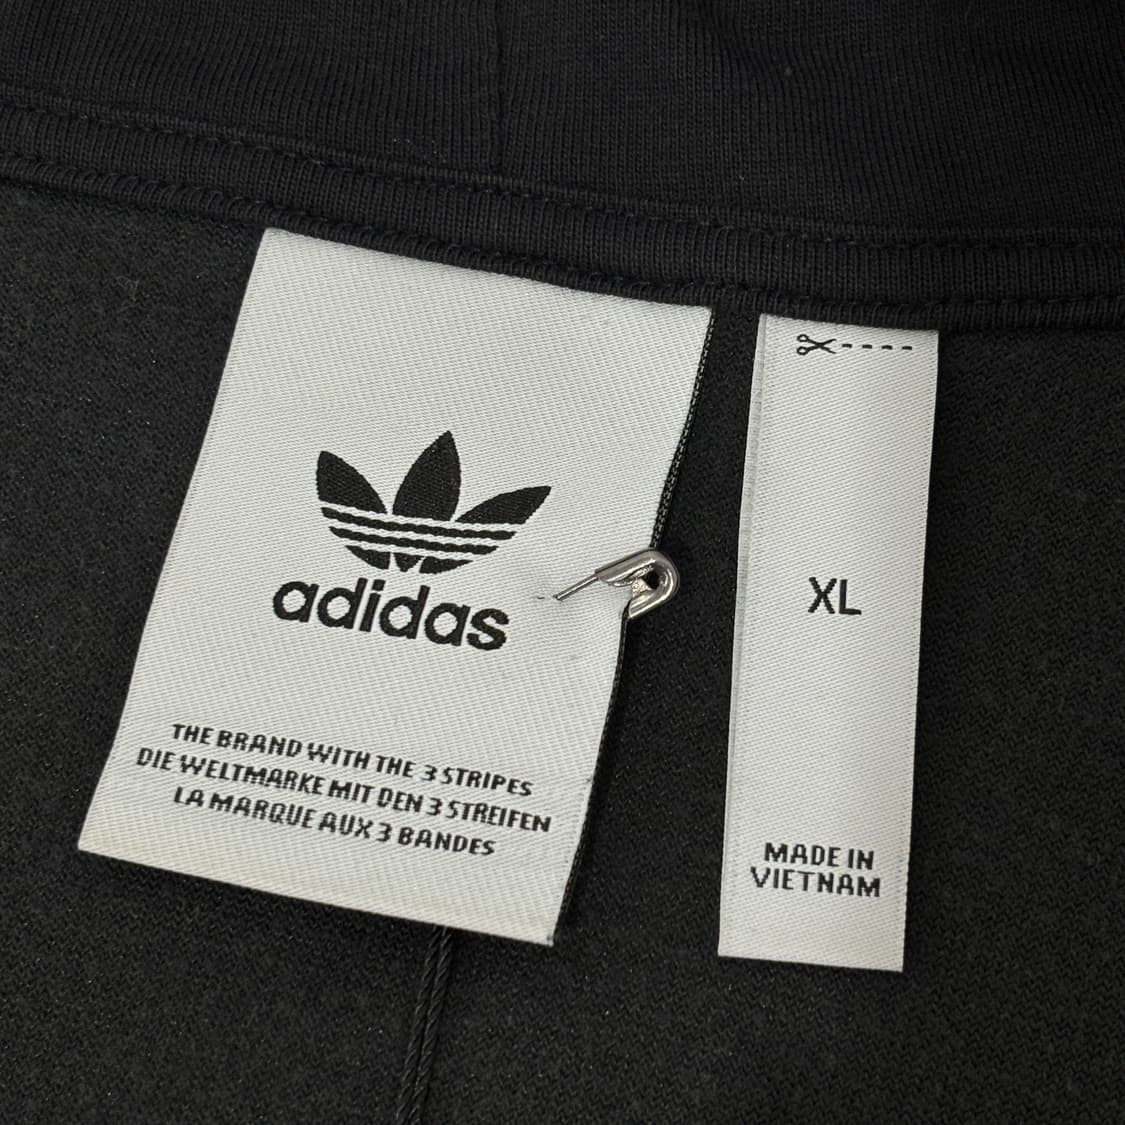 adidas
THE BRAND WITH THE 3 STRIPES
DIE WELTMARKE MIT DEN 3 STREIFEN
LA MARQUE AUX 3 BANDES
XL
MADE IN
VIETNAM